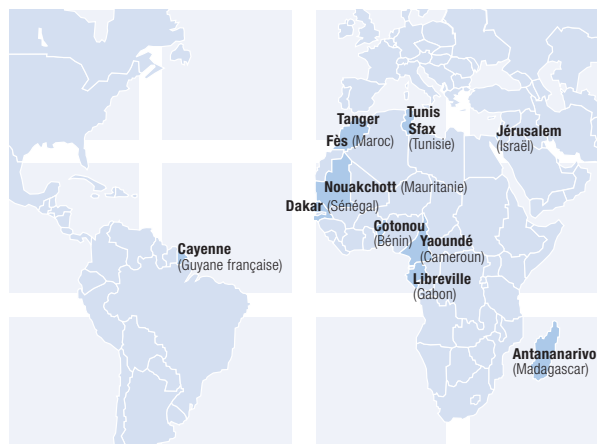 Tanger
Fès (Maroc)
Tunis
Sfax
(Tunisie)
Jérusalem
(Israël)
Nouakchott (Mauritanie)
Dakar (Sénégal)
Cotonou
(Bénin)
Yaoundé
(Cameroun)
Cayenne
(Guyane française)
Libreville
(Gabon)
Antananarivo
(Madagascar)